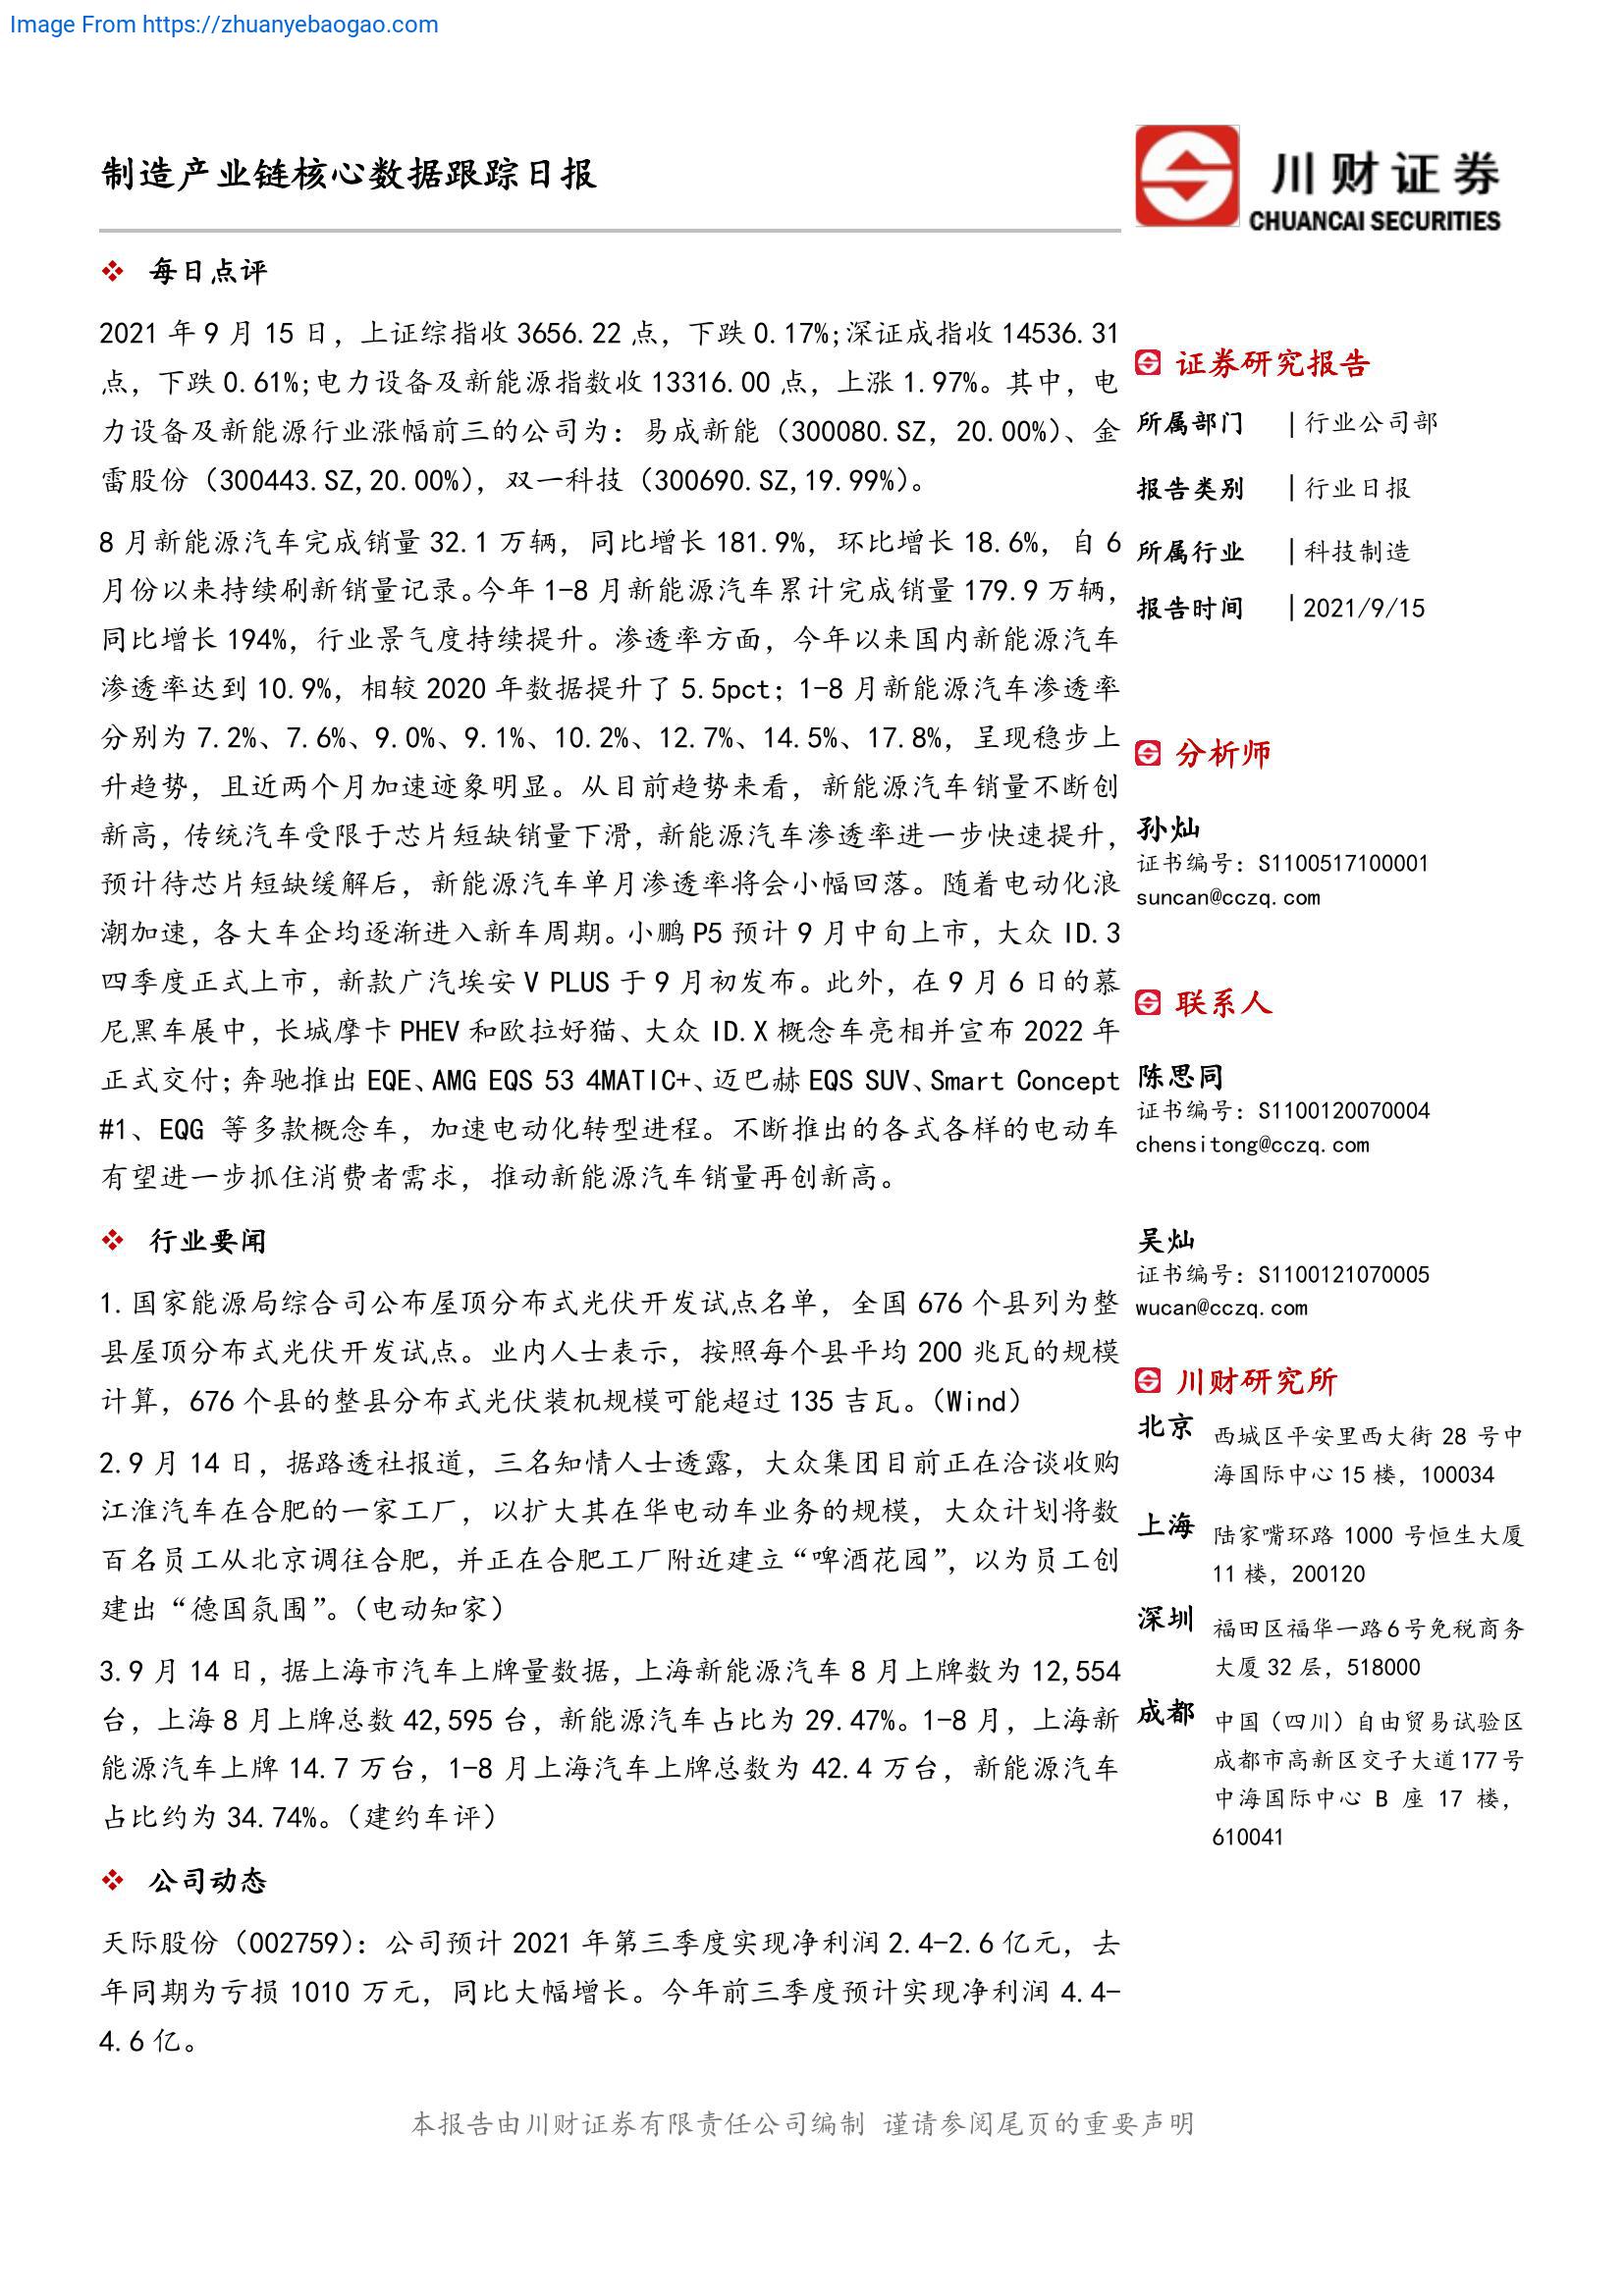 Image From https://zhuanyebaogao.com
制造产业链核心数据跟踪日报
川财证券
CHUANCAI SECURITIES
每日点评
2021 年 9 月 15 日，上证综指收 3656.22 点，下跌 0.17%;深证成指收 14536.31
点，下跌 0.61%;电力设备及新能源指数收 13316.00 点，上涨 1.97%。其中，电
力设备及新能源行业涨幅前三的公司为：易成新能（300080.SZ，20.00%）、金
雷股份（300443.SZ,20.00%），双一科技（300690.SZ,19.99%）。
8 月新能源汽车完成销量 32.1 万辆，同比增长 181.9%，环比增长 18.6%，自 6
月份以来持续刷新销量记录。今年 1-8 月新能源汽车累计完成销量 179.9 万辆，
同比增长 194%，行业景气度持续提升。渗透率方面，今年以来国内新能源汽车
渗透率达到 10.9%，相较 2020 年数据提升了 5.5pct；1-8 月新能源汽车渗透率
分别为 7.2%、7.6%、9.0%、9.1%、10.2%、12.7%、14.5%、17.8%，呈现稳步上
升趋势，且近两个月加速迹象明显。从目前趋势来看，新能源汽车销量不断创
新高，传统汽车受限于芯片短缺销量下滑，新能源汽车渗透率进一步快速提升，
预计待芯片短缺缓解后，新能源汽车单月渗透率将会小幅回落。随着电动化浪
潮加速，各大车企均逐渐进入新车周期。小鹏 P5 预计 9 月中旬上市，大众 ID.3
四季度正式上市，新款广汽埃安 V PLUS 于 9 月初发布。此外，在 9 月 6 日的慕
尼黑车展中，长城摩卡 PHEV 和欧拉好猫、大众 ID.X 概念车亮相并宣布 2022 年
正式交付；奔驰推出 EQE、AMG EQS 53 4MATIC+、迈巴赫 EQS SUV、Smart Concept
#1、EQG 等多款概念车，加速电动化转型进程。不断推出的各式各样的电动车
有望进一步抓住消费者需求，推动新能源汽车销量再创新高。
行业要闻
1.国家能源局综合司公布屋顶分布式光伏开发试点名单，全国 676 个县列为整
县屋顶分布式光伏开发试点。业内人士表示，按照每个县平均 200 兆瓦的规模
计算，676 个县的整县分布式光伏装机规模可能超过 135 吉瓦。（Wind）
2.9 月 14 日，据路透社报道，三名知情人士透露，大众集团目前正在洽谈收购
江淮汽车在合肥的一家工厂，以扩大其在华电动车业务的规模，大众计划将数
百名员工从北京调往合肥，并正在合肥工厂附近建立“啤酒花园”，以为员工创
建出“德国氛围”。（电动知家）
3.9 月 14 日，据上海市汽车上牌量数据，上海新能源汽车 8 月上牌数为 12,554
台，上海 8 月上牌总数 42,595 台，新能源汽车占比为 29.47%。1-8 月，上海新
能源汽车上牌 14.7 万台，1-8 月上海汽车上牌总数为 42.4 万台，新能源汽车
占比约为 34.74%。（建约车评）
公司动态
天际股份（002759）：公司预计 2021 年第三季度实现净利润 2.4-2.6 亿元，去
年同期为亏损 1010 万元，同比大幅增长。今年前三季度预计实现净利润 4.4-
4.6 亿。
证券研究报告
所属部门 |行业公司部
报告类别 |行业日报
所属行业 |科技制造
报告时间 |2021/9/15
分析师
孙灿
证书编号：S1100517100001
suncan@cczq.com
联系人
陈思同
证书编号：S1100120070004
chensitong@cczq.com
吴灿
证书编号：S1100121070005
wucan@cczq.com
川财研究所
北京 西城区平安里西大街 28 号中
海国际中心 15 楼，100034
上海 陆家嘴环路 1000 号恒生大厦
11 楼，200120
深圳 福田区福华一路 6 号免税商务
大厦 32 层，518000
成都 中国（四川）自由贸易试验区
成都市高新区交子大道 177 号
中海国际中心 B 座 17 楼，
610041
本报告由川财证券有限责任公司编制 谨请参阅尾页的重要声明